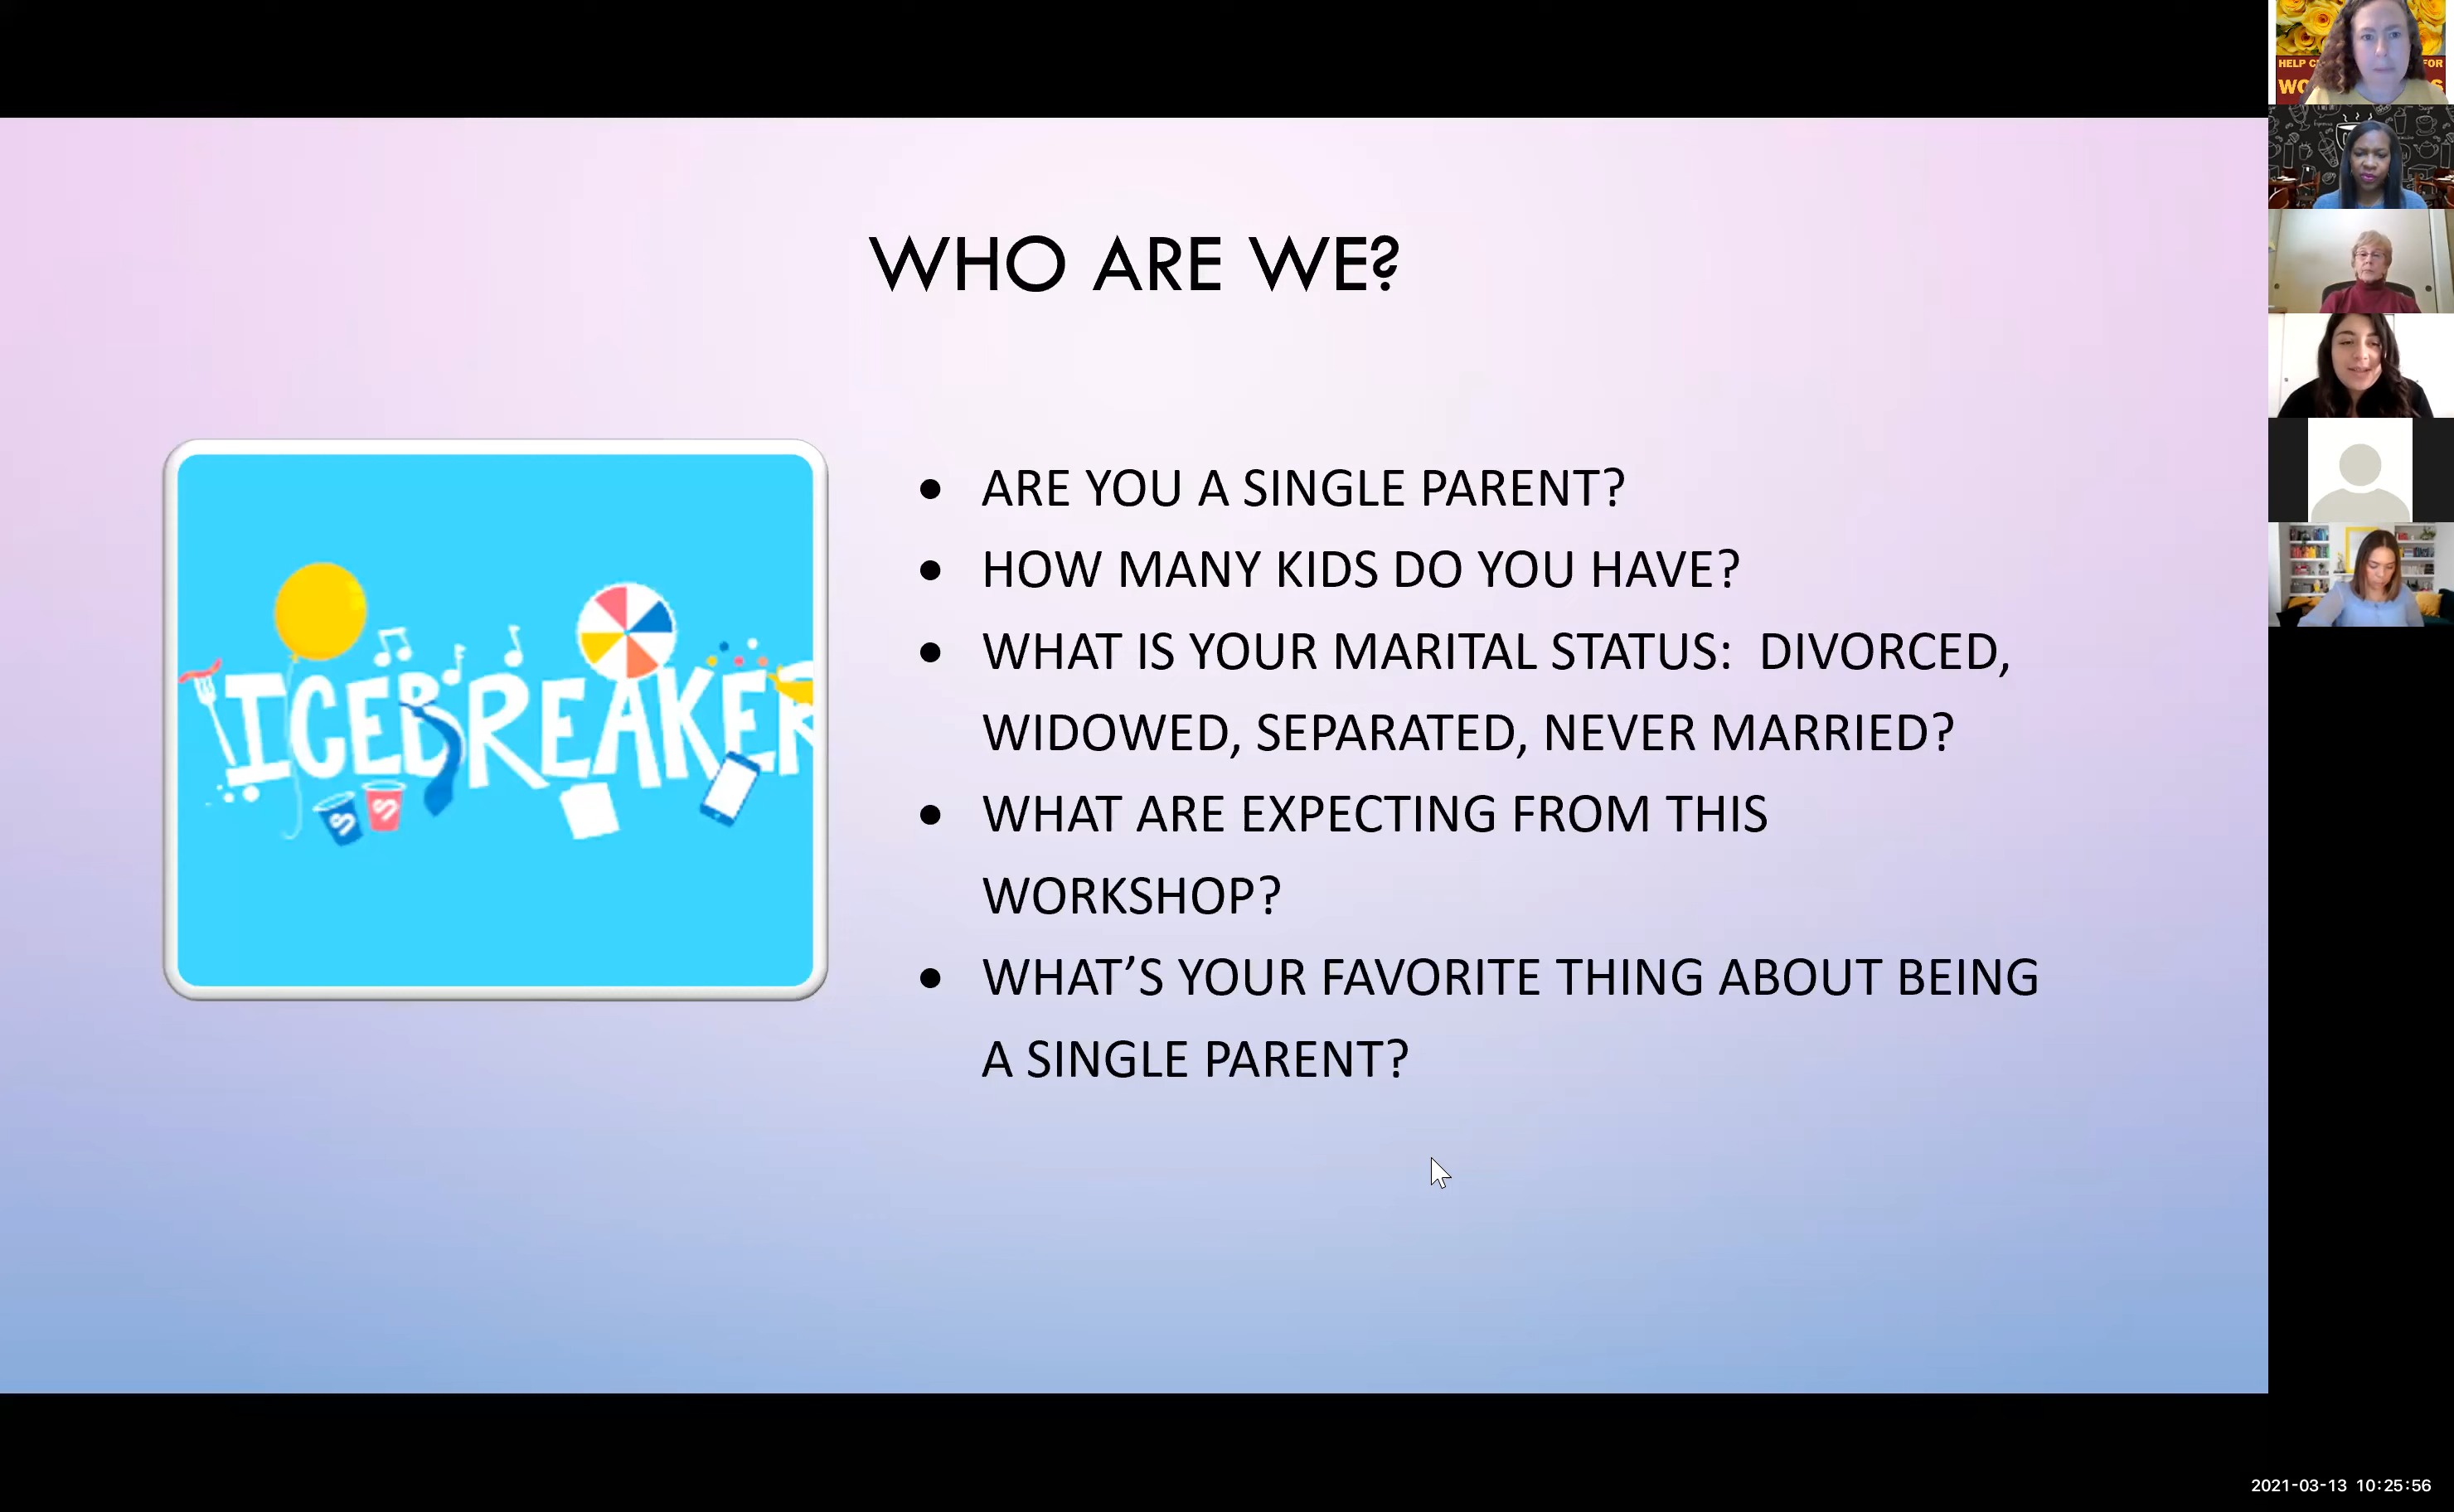 WHO ARE WE?
ICEBREAKER
ARE YOU A SINGLE PARENT?
HOW MANY KIDS DO YOU HAVE?
WHAT IS YOUR MARITAL STATUS: DIVORCED,
WIDOWED, SEPARATED, NEVER MARRIED?
WHAT ARE EXPECTING FROM THIS
WORKSHOP?
WHAT’S YOUR FAVORITE THING ABOUT BEING
A SINGLE PARENT?
HELP
FOR
2021-03-13 10:25:56